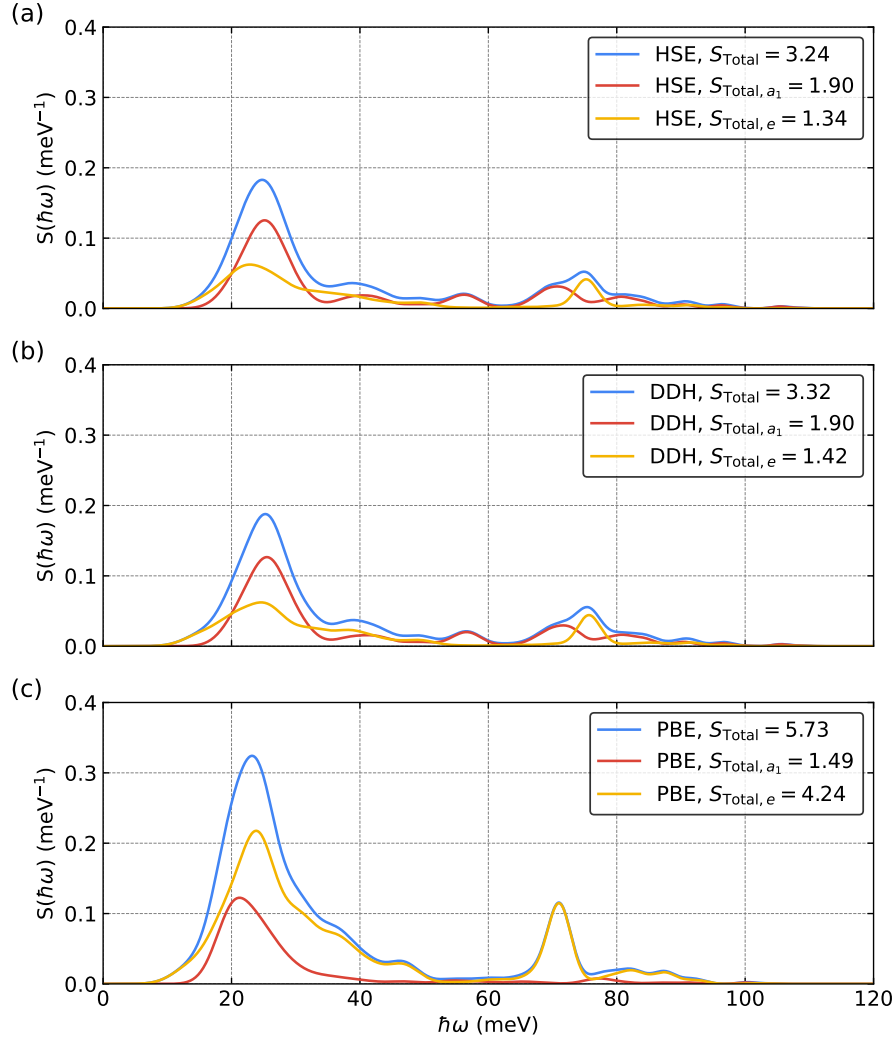 (a)
S(ħω) (meV⁻¹)
0.4
0.3
0.2
0.1
0.0
HSE, S_Total = 3.24
HSE, S_Total,a₁ = 1.90
HSE, S_Total,e = 1.34
(b)
S(ħω) (meV⁻¹)
0.4
0.3
0.2
0.1
0.0
DDH, S_Total = 3.32
DDH, S_Total,a₁ = 1.90
DDH, S_Total,e = 1.42
(c)
S(ħω) (meV⁻¹)
0.4
0.3
0.2
0.1
0.0
PBE, S_Total = 5.73
PBE, S_Total,a₁ = 1.49
PBE, S_Total,e = 4.24
0 20 40 60 80 100 120
ħω (meV)